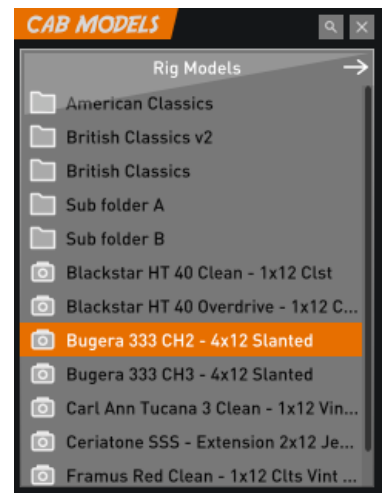 CAB MODELS
Rig Models
American Classics
British Classics v2
British Classics
Sub folder A
Sub folder B
Blackstar HT 40 Clean - 1x12 Clst
Blackstar HT 40 Overdrive - 1x12 C...
Bugera 333 CH2 - 4x12 Slanted
Bugera 333 CH3 - 4x12 Slanted
Carl Ann Tucana 3 Clean - 1x12 Vin...
Ceriatone SSS - Extension 2x12 Je...
Framus Red Clean - 1x12 Clts Vint ...